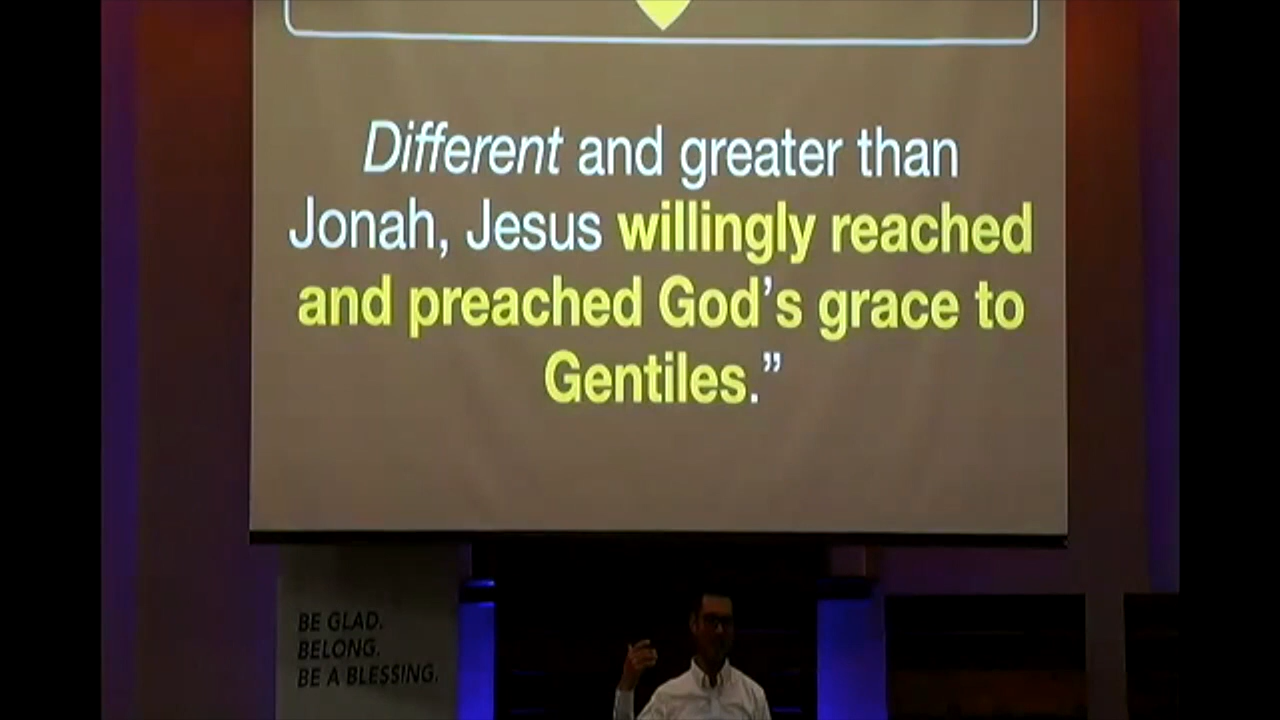 Different and greater than
Jonah, Jesus willingly reached
and preached God’s grace to
Gentiles.”
BE GLAD.
BELONG.
BE A BLESSING.